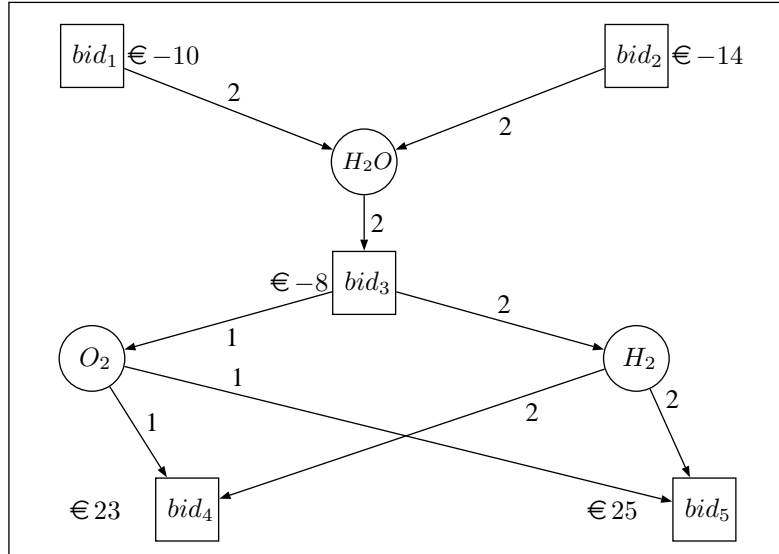 bid₁ €−10
bid₂ €−14
2
2
H₂O
2
€−8 bid₃
1
2
O₂
H₂
1
2
1
2
€23 bid₄
€25 bid₅